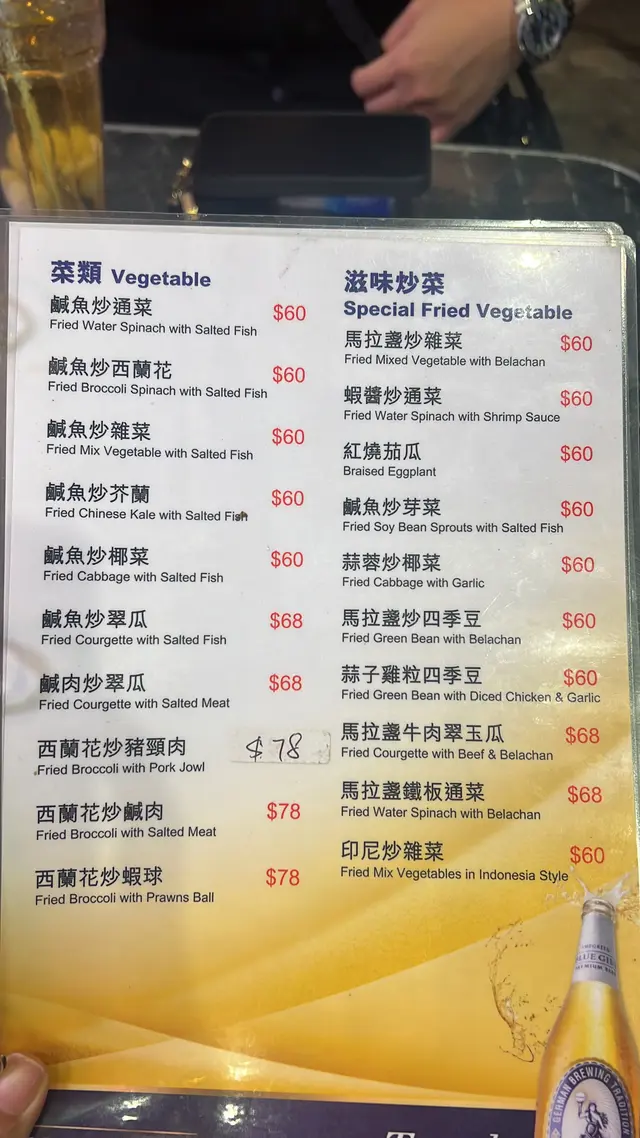 菜類 Vegetable
鹹魚炒通菜 $60
Fried Water Spinach with Salted Fish
鹹魚炒西蘭花 $60
Fried Broccoli Spinach with Salted Fish
鹹魚炒雜菜 $60
Fried Mix Vegetable with Salted Fish
鹹魚炒芥蘭 $60
Fried Chinese Kale with Salted Fish
鹹魚炒椰菜 $60
Fried Cabbage with Salted Fish
鹹魚炒翠瓜 $68
Fried Courgette with Salted Fish
鹹肉炒翠瓜 $68
Fried Courgette with Salted Meat
西蘭花炒豬頸肉 $78
Fried Broccoli with Pork Jowl
西蘭花炒鹹肉 $78
Fried Broccoli with Salted Meat
西蘭花炒蝦球 $78
Fried Broccoli with Prawns Ball
滋味炒菜
Special Fried Vegetable
馬拉盞炒雜菜 $60
Fried Mixed Vegetable with Belachan
蝦醬炒通菜 $60
Fried Water Spinach with Shrimp Sauce
紅燒茄瓜 $60
Braised Eggplant
鹹魚炒芽菜 $60
Fried Soy Bean Sprouts with Salted Fish
蒜蓉炒椰菜 $60
Fried Cabbage with Garlic
馬拉盞炒四季豆 $60
Fried Green Bean with Belachan
蒜子雞粒四季豆 $60
Fried Green Bean with Diced Chicken & Garlic
馬拉盞牛肉翠玉瓜 $68
Fried Courgette with Beef & Belachan
馬拉盞鐵板通菜 $68
Fried Water Spinach with Belachan
印尼炒雜菜 $60
Fried Mix Vegetables in Indonesia Style
GERMAN BREWING TRADITION